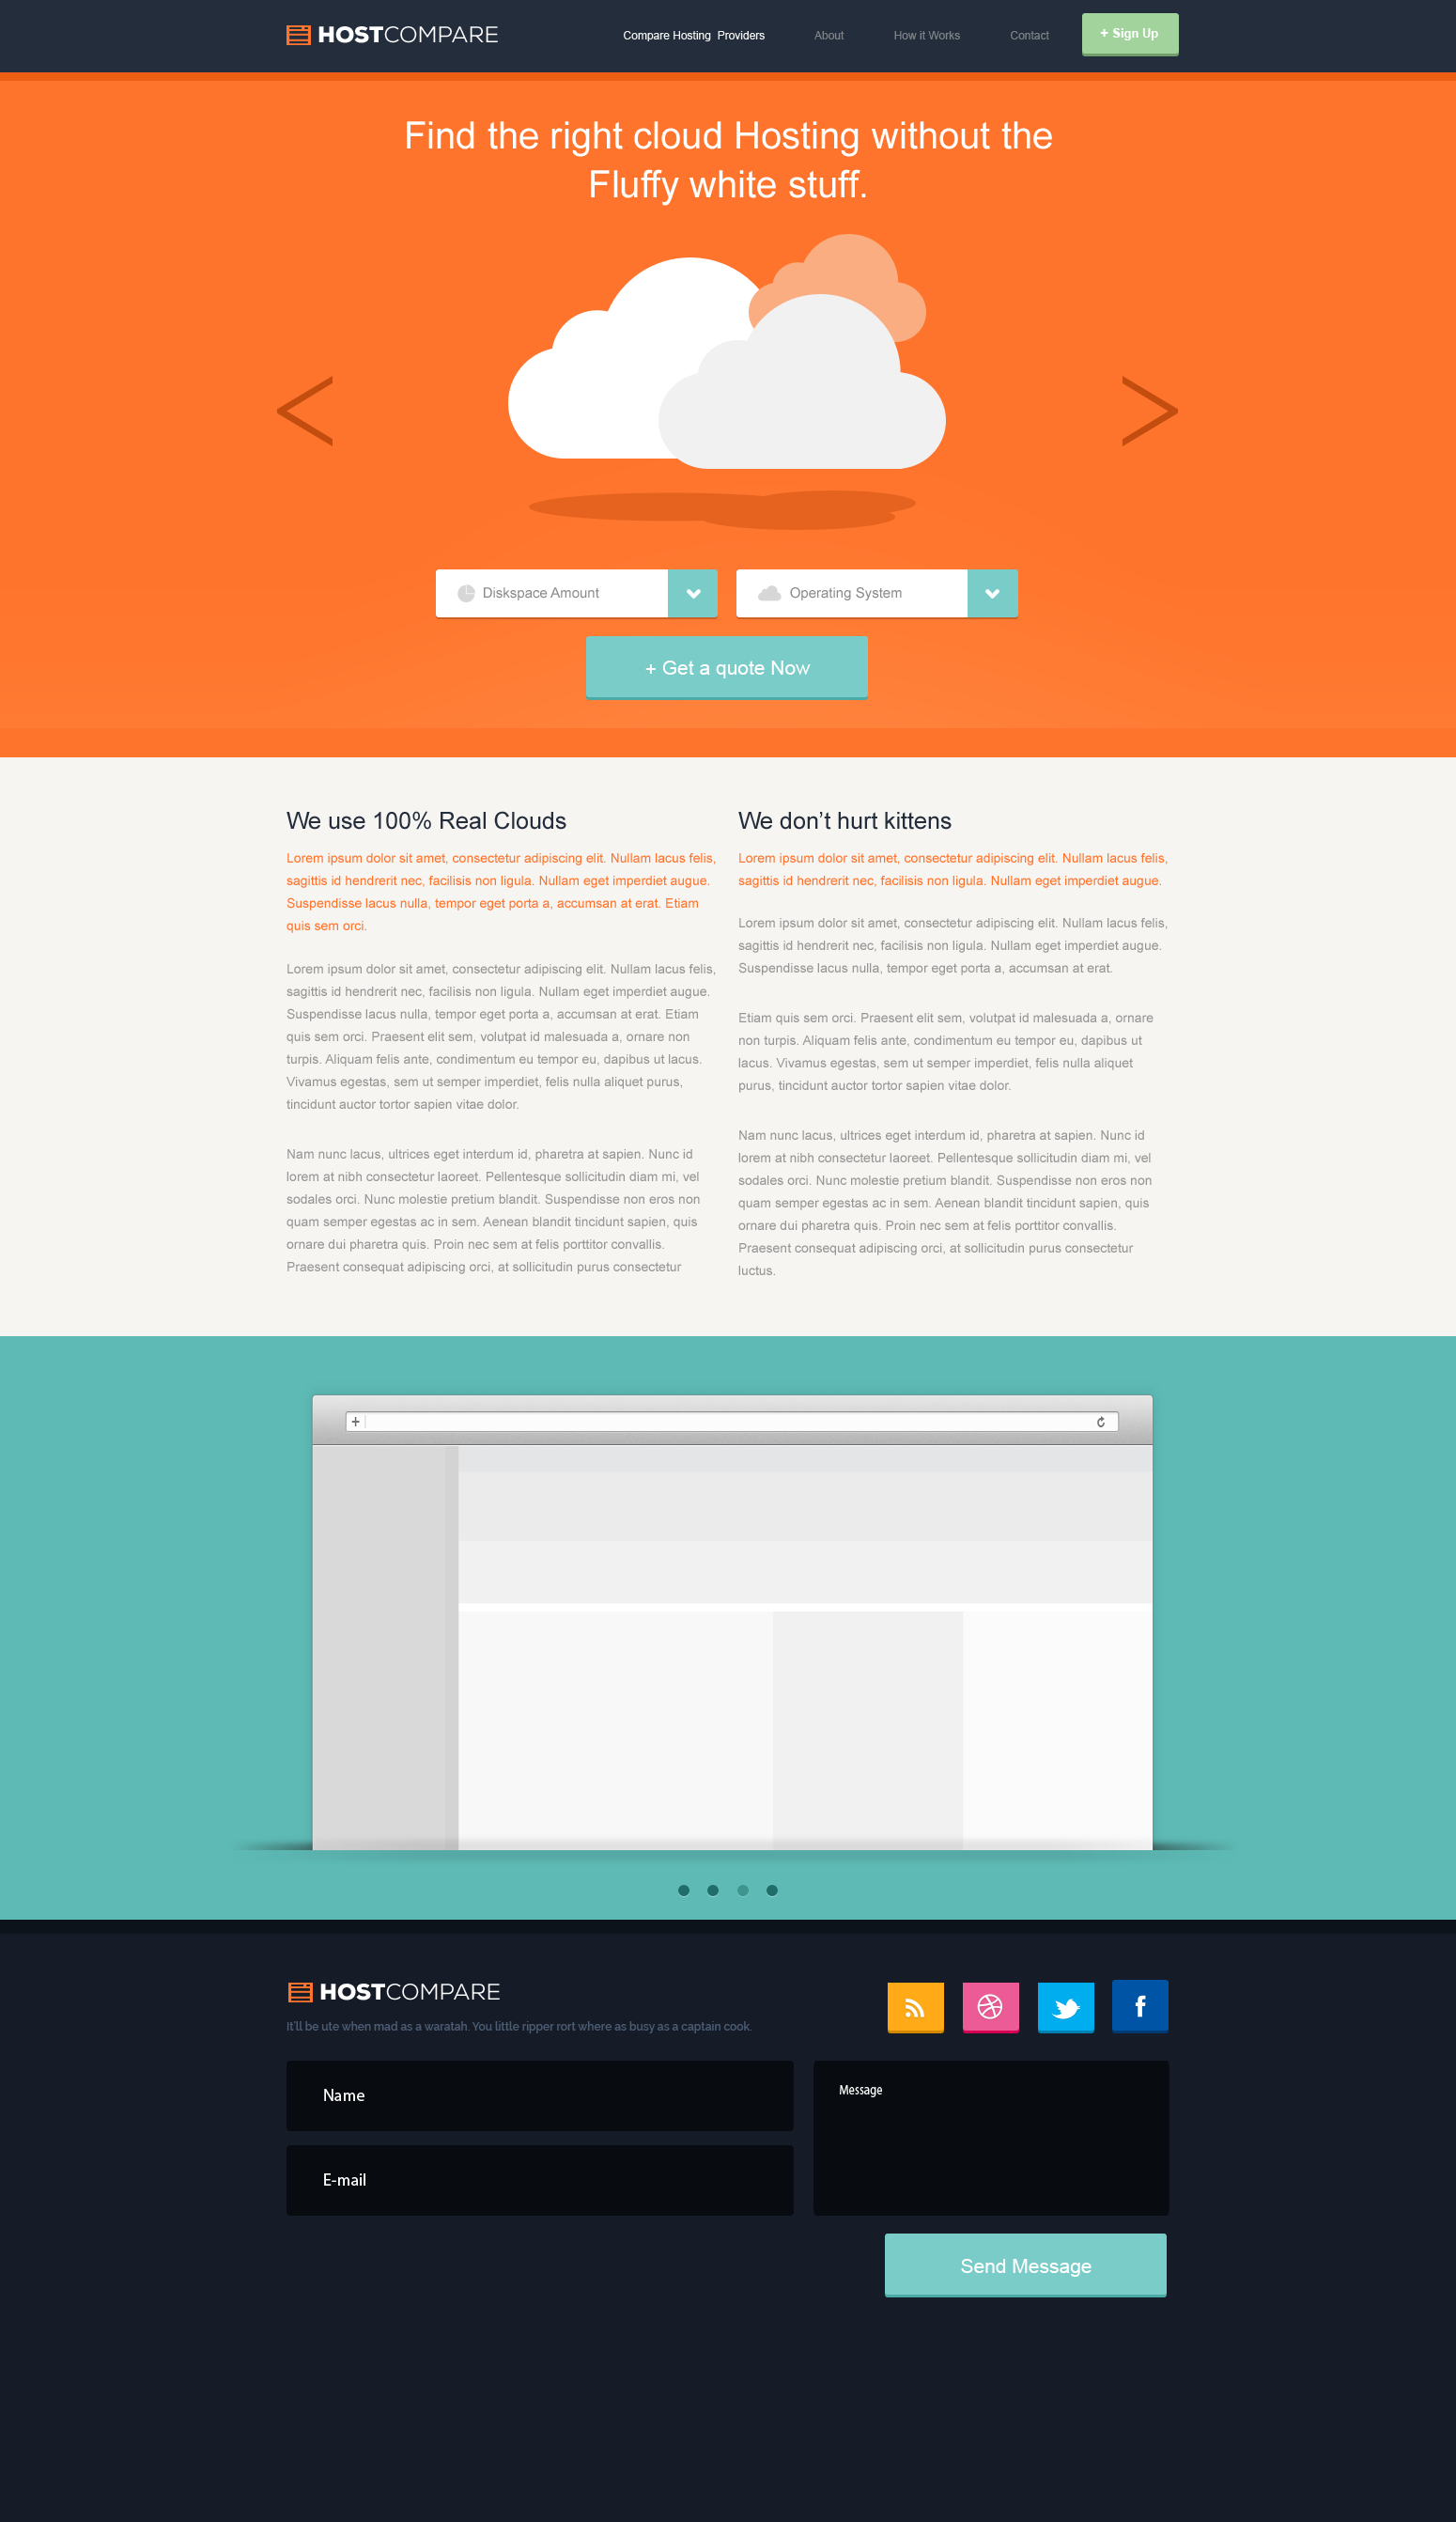 HOSTCOMPARE
Compare Hosting Providers
About
How it Works
Contact
+ Sign Up
Find the right cloud Hosting without the
Fluffy white stuff.
Diskspace Amount
Operating System
+ Get a quote Now
We use 100% Real Clouds
Lorem ipsum dolor sit amet, consectetur adipiscing elit. Nullam lacus felis,
sagittis id hendrerit nec, facilisis non ligula. Nullam eget imperdiet augue.
Suspendisse lacus nulla, tempor eget porta a, accumsan at erat. Etiam
quis sem orci.
Lorem ipsum dolor sit amet, consectetur adipiscing elit. Nullam lacus felis,
sagittis id hendrerit nec, facilisis non ligula. Nullam eget imperdiet augue.
Suspendisse lacus nulla, tempor eget porta a, accumsan at erat. Etiam
quis sem orci. Praesent elit sem, volutpat id malesuada a, ornare non
turpis. Aliquam felis ante, condimentum eu tempor eu, dapibus ut lacus.
Vivamus egestas, sem ut semper imperdiet, felis nulla aliquet purus,
tincidunt auctor tortor sapien vitae dolor.
Nam nunc lacus, ultrices eget interdum id, pharetra at sapien. Nunc id
lorem at nibh consectetur laoreet. Pellentesque sollicitudin diam mi, vel
sodales orci. Nunc molestie pretium blandit. Suspendisse non eros non
quam semper egestas ac in sem. Aenean blandit tincidunt sapien, quis
ornare dui pharetra quis. Proin nec sem at felis porttitor convallis.
Praesent consequat adipiscing orci, at sollicitudin purus consectetur
We don't hurt kittens
Lorem ipsum dolor sit amet, consectetur adipiscing elit. Nullam lacus felis,
sagittis id hendrerit nec, facilisis non ligula. Nullam eget imperdiet augue.
Lorem ipsum dolor sit amet, consectetur adipiscing elit. Nullam lacus felis,
sagittis id hendrerit nec, facilisis non ligula. Nullam eget imperdiet augue.
Suspendisse lacus nulla, tempor eget porta a, accumsan at erat.
Etiam quis sem orci. Praesent elit sem, volutpat id malesuada a, ornare
non turpis. Aliquam felis ante, condimentum eu tempor eu, dapibus ut
lacus. Vivamus egestas, sem ut semper imperdiet, felis nulla aliquet
purus, tincidunt auctor tortor sapien vitae dolor.
Nam nunc lacus, ultrices eget interdum id, pharetra at sapien. Nunc id
lorem at nibh consectetur laoreet. Pellentesque sollicitudin diam mi, vel
sodales orci. Nunc molestie pretium blandit. Suspendisse non eros non
quam semper egestas ac in sem. Aenean blandit tincidunt sapien, quis
ornare dui pharetra quis. Proin nec sem at felis porttitor convallis.
Praesent consequat adipiscing orci, at sollicitudin purus consectetur
luctus.
HOSTCOMPARE
It'll be ute when mad as a waratah. You little ripper rort where as busy as a captain cook.
Name
E-mail
Message
Send Message